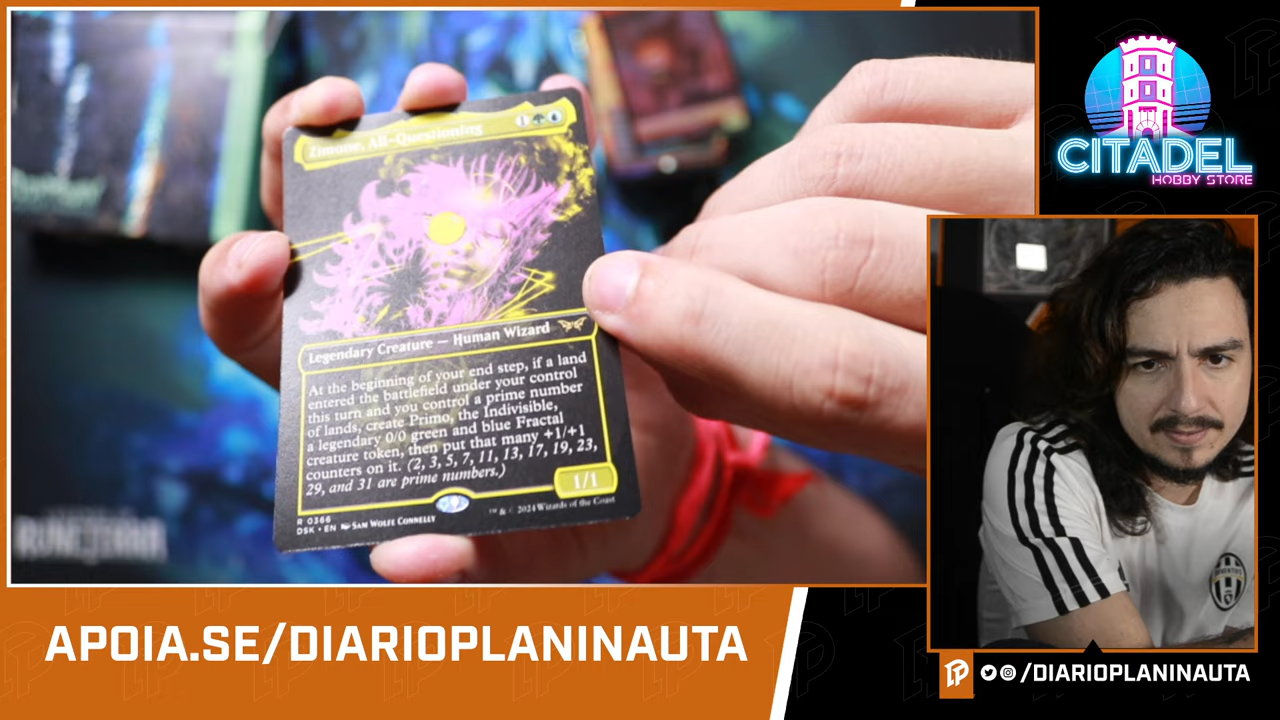 Zimone, All-Questioning
1
Legendary Creature — Human Wizard
At the beginning of your end step, if a land
entered the battlefield under your control
this turn and you control a prime number
of lands, create Primo, the Indivisible,
a legendary 0/0 green and blue Fractal
creature token, then put that many +1/+1
counters on it. (2, 3, 5, 7, 11, 13, 17, 19, 23,
29, and 31 are prime numbers.)
1/1
R 0366
DSK • EN SAM WOLFE CONNELLY
™ & © 2024 Wizards of the Coast
CITADEL
HOBBY STORE
JUVENTUS
APOIA.SE/DIARIOPLANINAUTA
/DIARIOPLANINAUTA